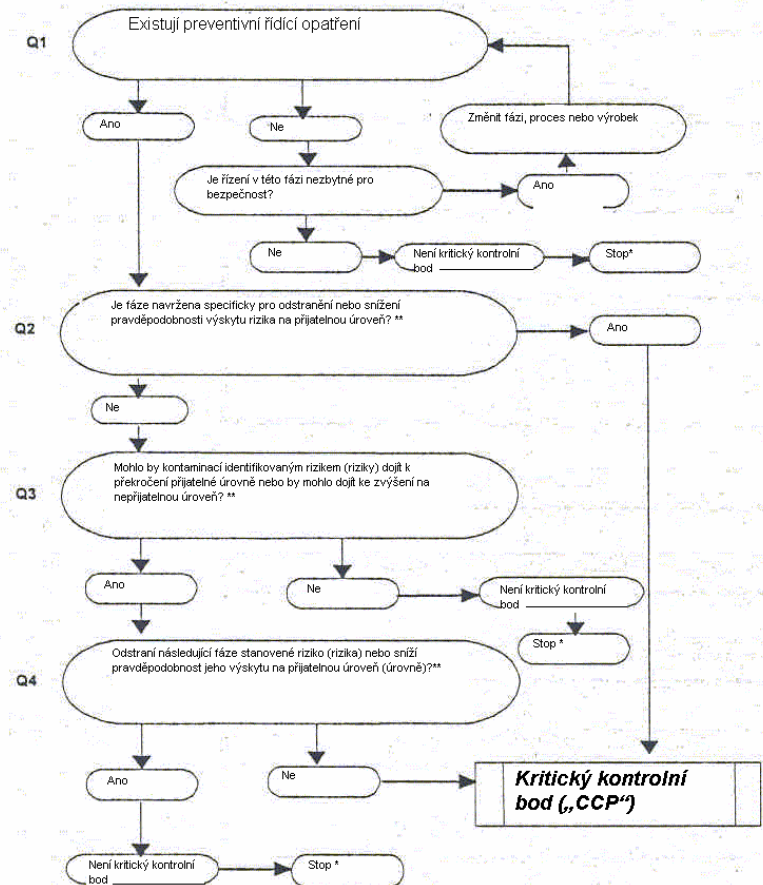 Q1
Existují preventivní řídící opatření
Ano
Ne
Změnit fázi, proces nebo výrobek
Je řízení v této fázi nezbytné pro
bezpečnost?
Ano
Ne
Není kritický kontrolní
bod
Stop*
Q2
Je fáze navržena specificky pro odstranění nebo snížení
pravděpodobnosti výskytu rizika na přijatelnou úroveň? **
Ano
Ne
Q3
Mohlo by kontaminací identifikovaným rizikem (riziky) dojít k
překročení přijatelné úrovně nebo by mohlo dojít ke zvýšení na
nepřijatelnou úroveň? **
Ano
Ne
Není kritický kontrolní
bod
Stop *
Q4
Odstraní následující fáze stanovené riziko (rizika) nebo sníží
pravděpodobnost jeho výskytu na přijatelnou úroveň (úrovně)?**
Ano
Ne
Kritický kontrolní
bod („CCP“)
Není kritický kontrolní
bod
Stop *